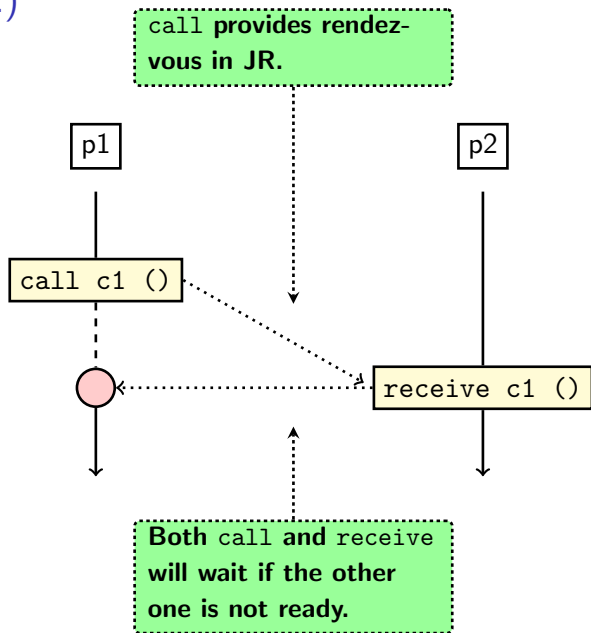 .)
call provides rendez-
vous in JR.
p1
p2
call c1 ()
receive c1 ()
Both call and receive
will wait if the other
one is not ready.